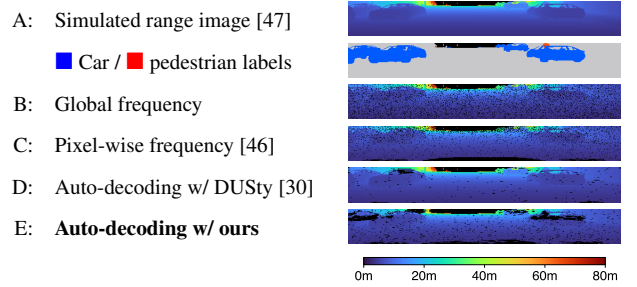 A: Simulated range image [47]
Car / pedestrian labels
B: Global frequency
C: Pixel-wise frequency [46]
D: Auto-decoding w/ DUSty [30]
E: Auto-decoding w/ ours
0m 20m 40m 60m 80m